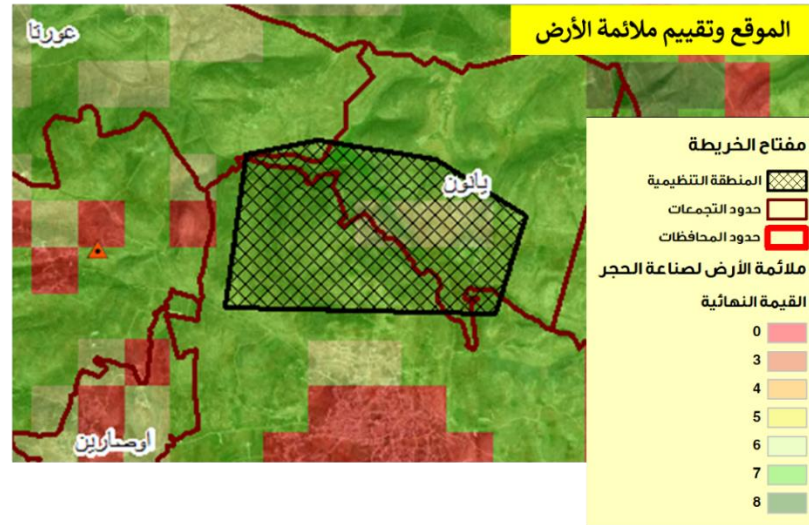 الموقع وتقييم ملائمة الأرض
عورتا
يانون
اوصارين
مفتاح الخريطة
المنطقة التنظيمية
حدود التجمعات
حدود المحافظات
ملائمة الأرض لصناعة الحجر
القيمة النهائية
0
3
4
5
6
7
8